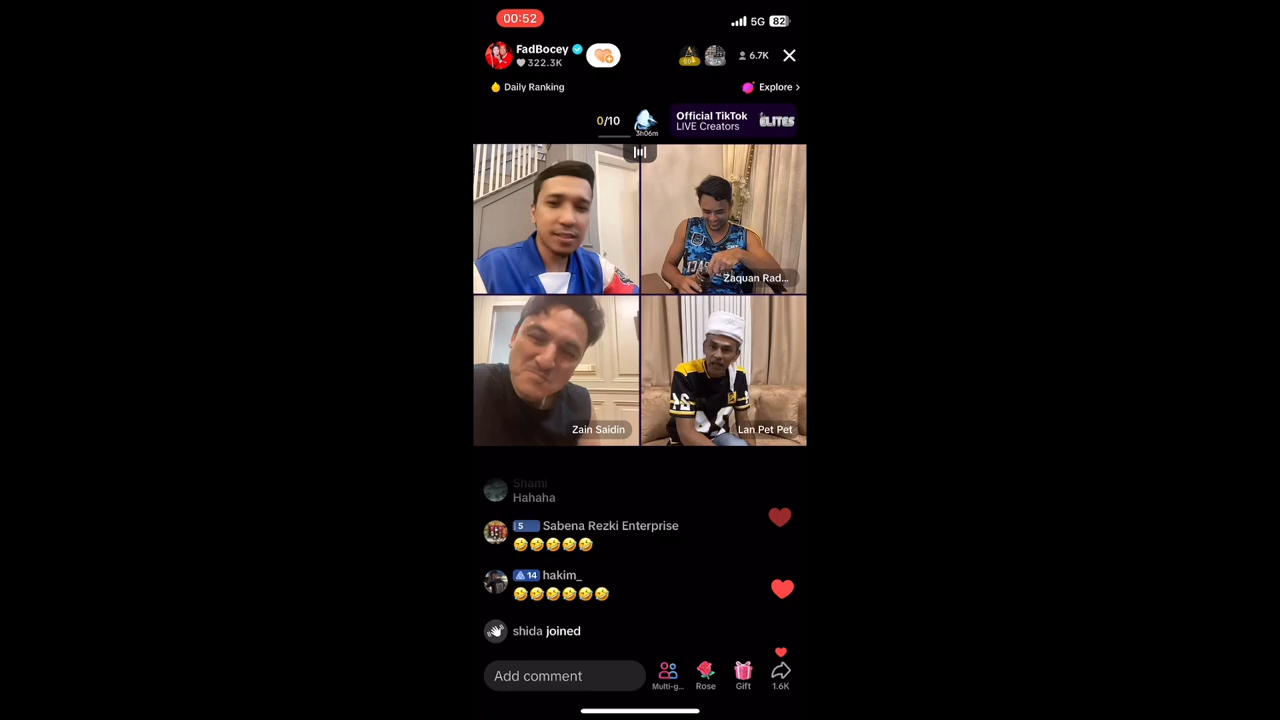 00:52
5G 82
FadBocey
322.3K
6.7K
Daily Ranking
Explore >
0/10
3h06m
Official TikTok
LIVE Creators
ELITES
Zaquan Rad...
Zain Saidin
Lan Pet Pet
Shami
Hahaha
5 Sabena Rezki Enterprise
🤣🤣🤣🤣🤣
14 hakim_
🤣🤣🤣🤣🤣🤣
shida joined
Add comment
Multi-g...
Rose
Gift
1.6K